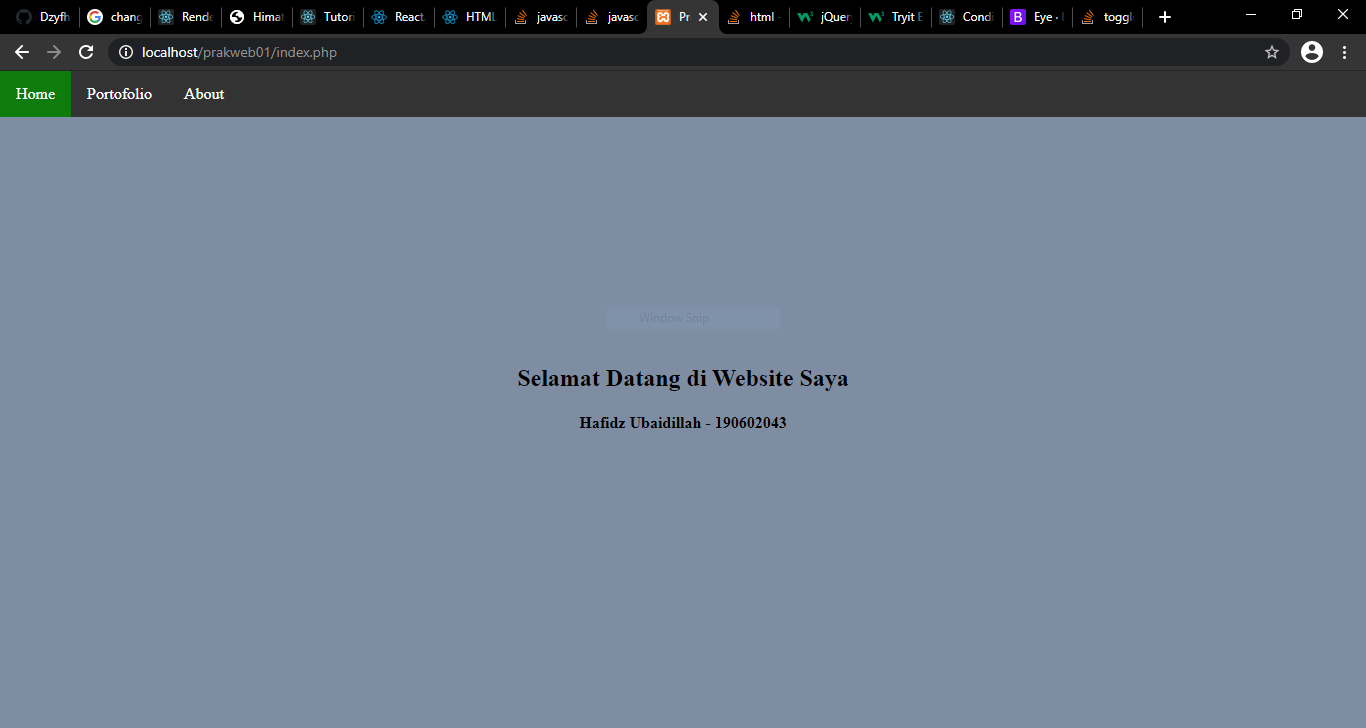 Dzyfh chang Rende Himat Tutori React. HTML javasc javasc Pr html - jQuer Tryit E Condi Eye · toggl
localhost/prakweb01/index.php
Home Portofolio About
Window Snip
Selamat Datang di Website Saya
Hafidz Ubaidillah - 190602043